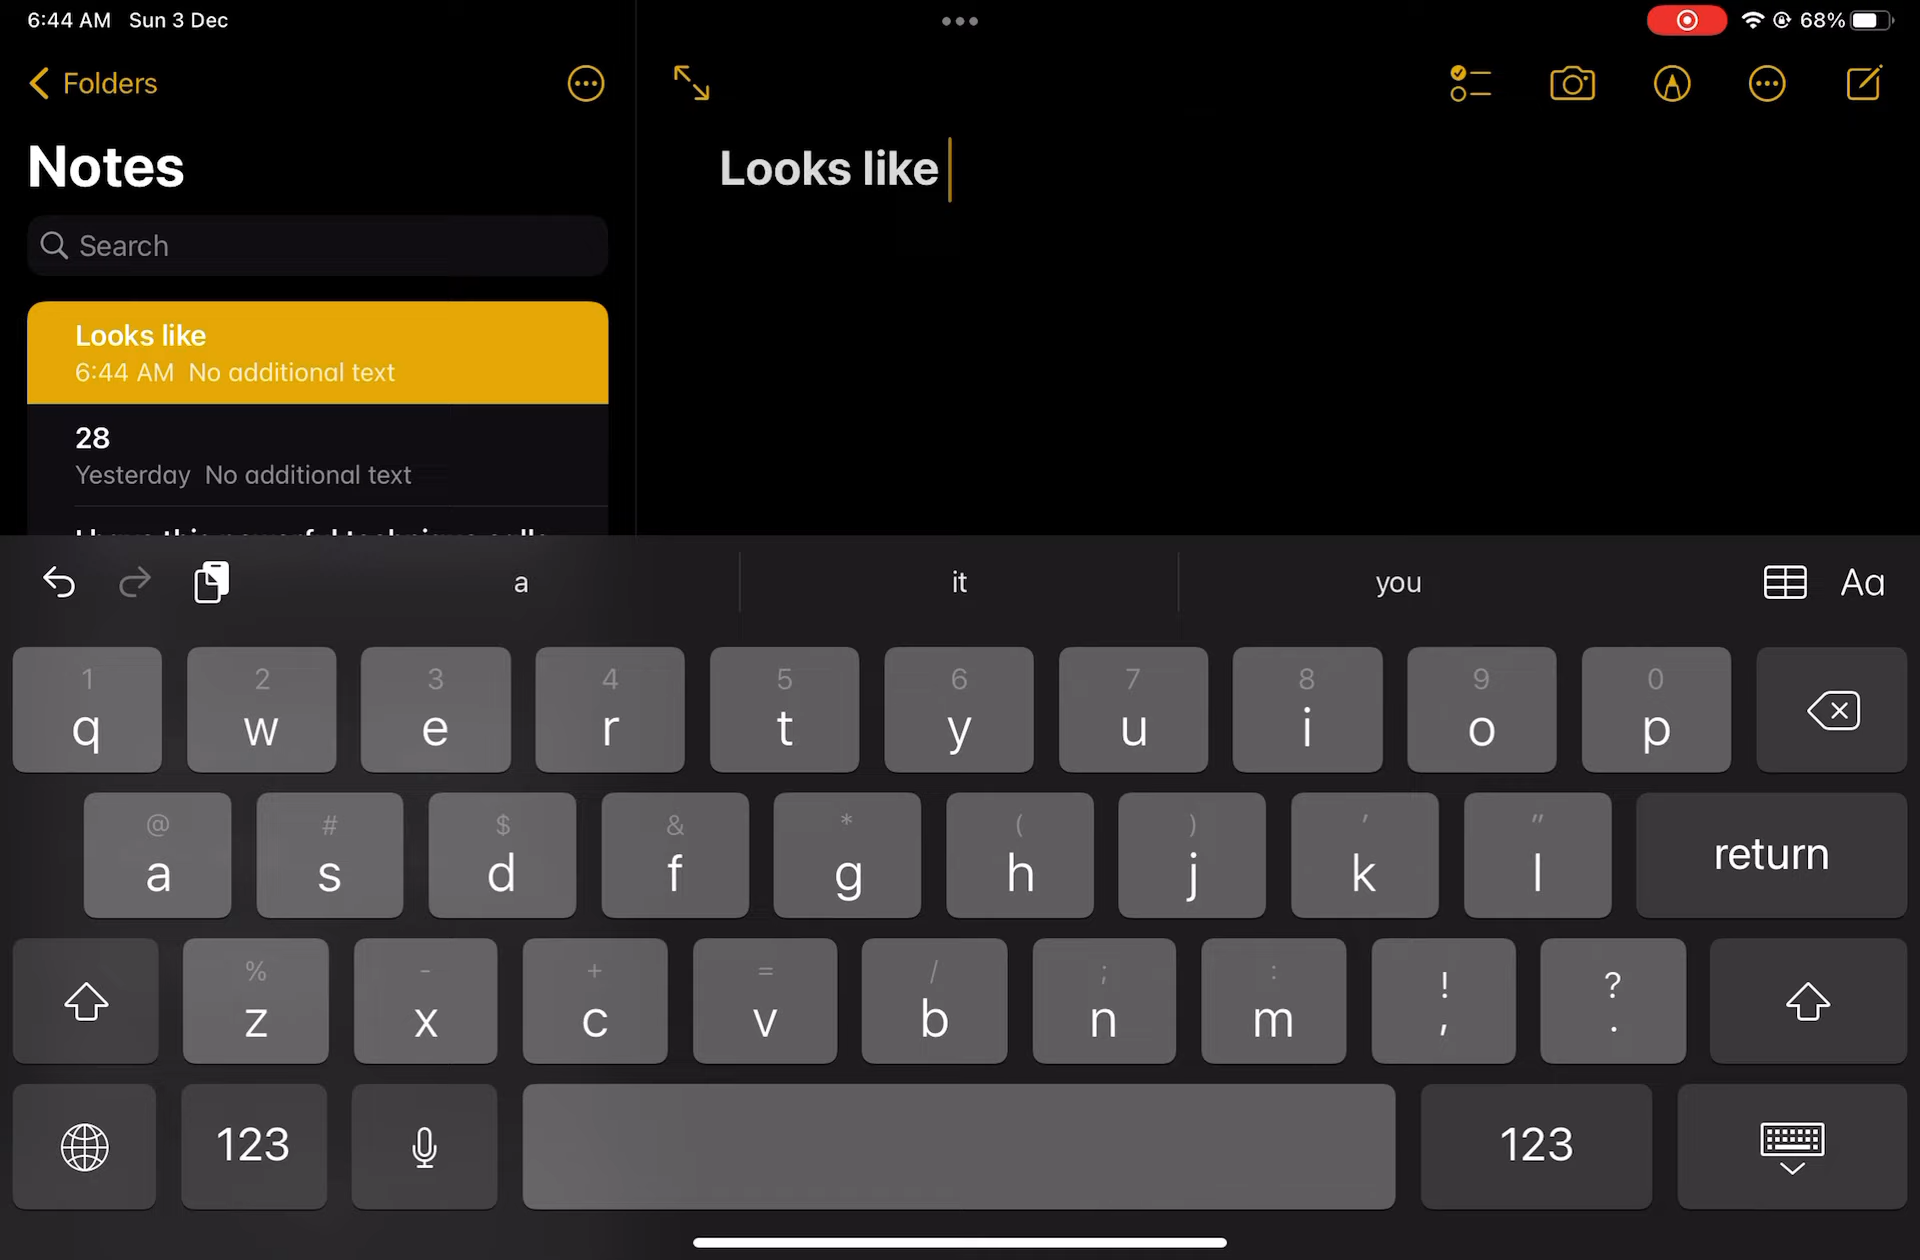 6:44 AM Sun 3 Dec
68%
Folders
Notes
Search
Looks like
6:44 AM No additional text
28
Yesterday No additional text
Looks like
a it you
Aa
1 2 3 4 5 6 7 8 9 0
q w e r t y u i o p
@ # $ & * ( ) ' "
a s d f g h j k l
return
% - + = / ; : ! ?
z x c v b n m , .
123 123